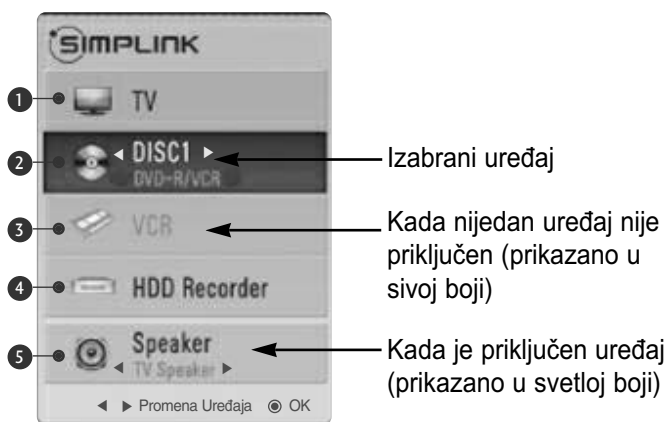 SIMPLINK
1 TV
2 ◄ DISC1 ► Izabrani uređaj
DVD-R/VCR
3 VCR Kada nijedan uređaj nije
priključen (prikazano u
sivoj boji)
4 HDD Recorder
5 Speaker Kada je priključen uređaj
◄ TV Speaker ► (prikazano u svetloj boji)
◄ ► Promena Uređaja ◉ OK